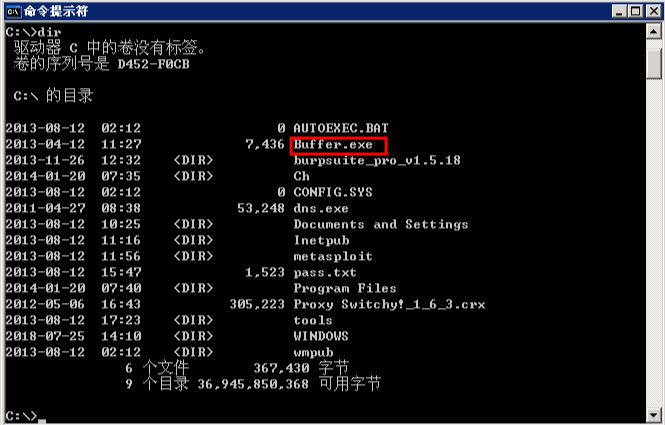 命令提示符
C:\>dir
驱动器 C 中的卷没有标签。
卷的序列号是 D452-F0CB
C:\ 的目录
2013-08-12 02:12 0 AUTOEXEC.BAT
2013-04-12 11:27 7,436 Buffer.exe
2013-11-26 12:32 <DIR> burpsuite_pro_v1.5.18
2014-01-20 07:35 <DIR> Ch
2013-08-12 02:12 0 CONFIG.SYS
2011-04-27 08:38 53,248 dns.exe
2013-08-12 10:25 <DIR> Documents and Settings
2013-08-12 11:16 <DIR> Inetpub
2013-08-12 11:56 <DIR> metasploit
2013-08-12 15:47 1,523 pass.txt
2014-01-20 07:40 <DIR> Program Files
2012-05-06 16:43 305,223 Proxy Switchy!_1_6_3.crx
2013-08-12 17:23 <DIR> tools
2018-07-25 14:10 <DIR> WINDOWS
2013-08-12 02:12 <DIR> wmpub
6 个文件 367,430 字节
9 个目录 36,945,850,368 可用字节
C:\>